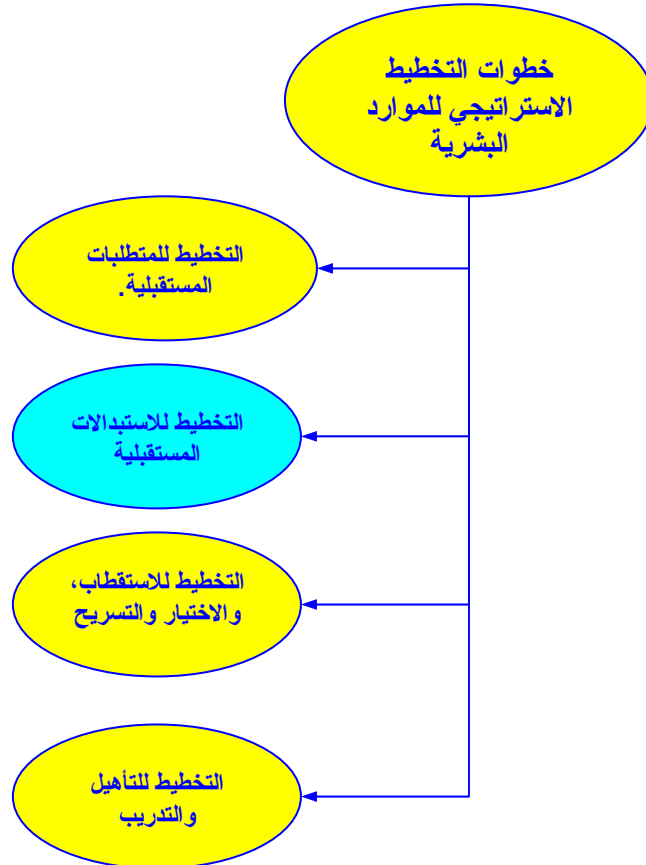 خطوات التخطيط
الاستراتيجي للموارد
البشرية
التخطيط للمتطلبات
المستقبلية.
التخطيط للاستبدالات
المستقبلية
التخطيط للاستقطاب،
والاختيار والتسريح
التخطيط للتأهيل
والتدريب